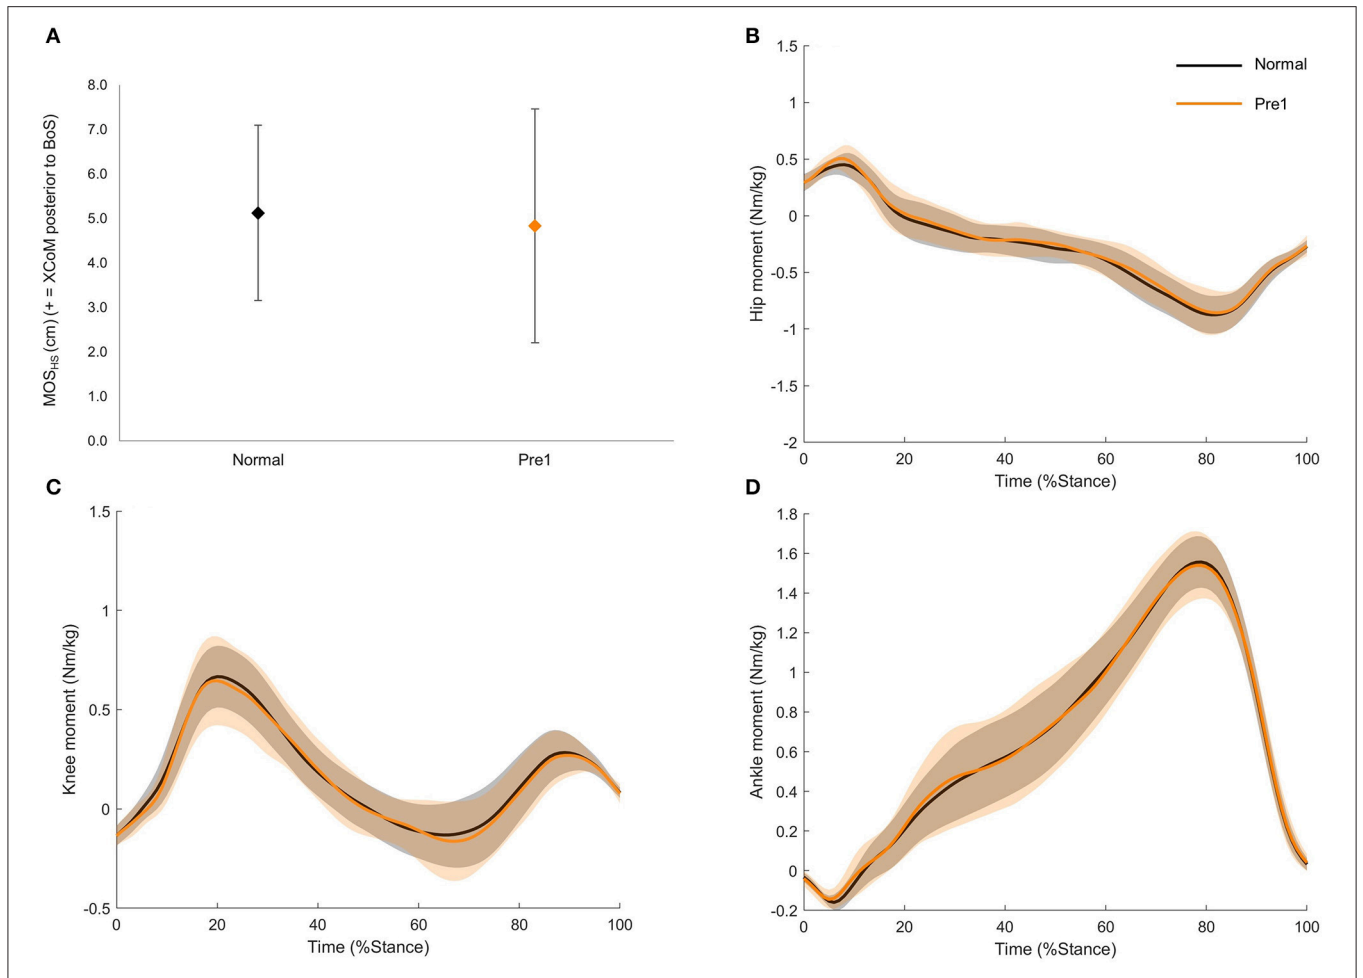 A
8.0
7.0
6.0
5.0
4.0
3.0
2.0
1.0
0.0
MOSHS (cm) (+ = XCoM posterior to BoS)
Normal Pre1
B
1.5
1
0.5
0
-0.5
-1
-1.5
-2
Hip moment (Nm/kg)
Normal
Pre1
0 20 40 60 80 100
Time (%Stance)
C
1.5
1
0.5
0
-0.5
Knee moment (Nm/kg)
0 20 40 60 80 100
Time (%Stance)
D
1.8
1.6
1.4
1.2
1
0.8
0.6
0.4
0.2
0
-0.2
Ankle moment (Nm/kg)
0 20 40 60 80 100
Time (%Stance)